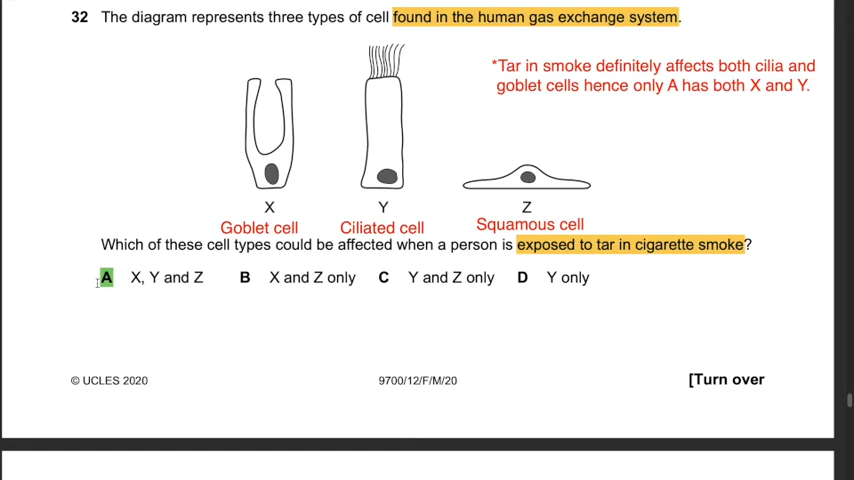 32 The diagram represents three types of cell found in the human gas exchange system.
*Tar in smoke definitely affects both cilia and
goblet cells hence only A has both X and Y.
X Y Z
Goblet cell Ciliated cell Squamous cell
Which of these cell types could be affected when a person is exposed to tar in cigarette smoke?
A X, Y and Z B X and Z only C Y and Z only D Y only
© UCLES 2020 9700/12/F/M/20 [Turn over